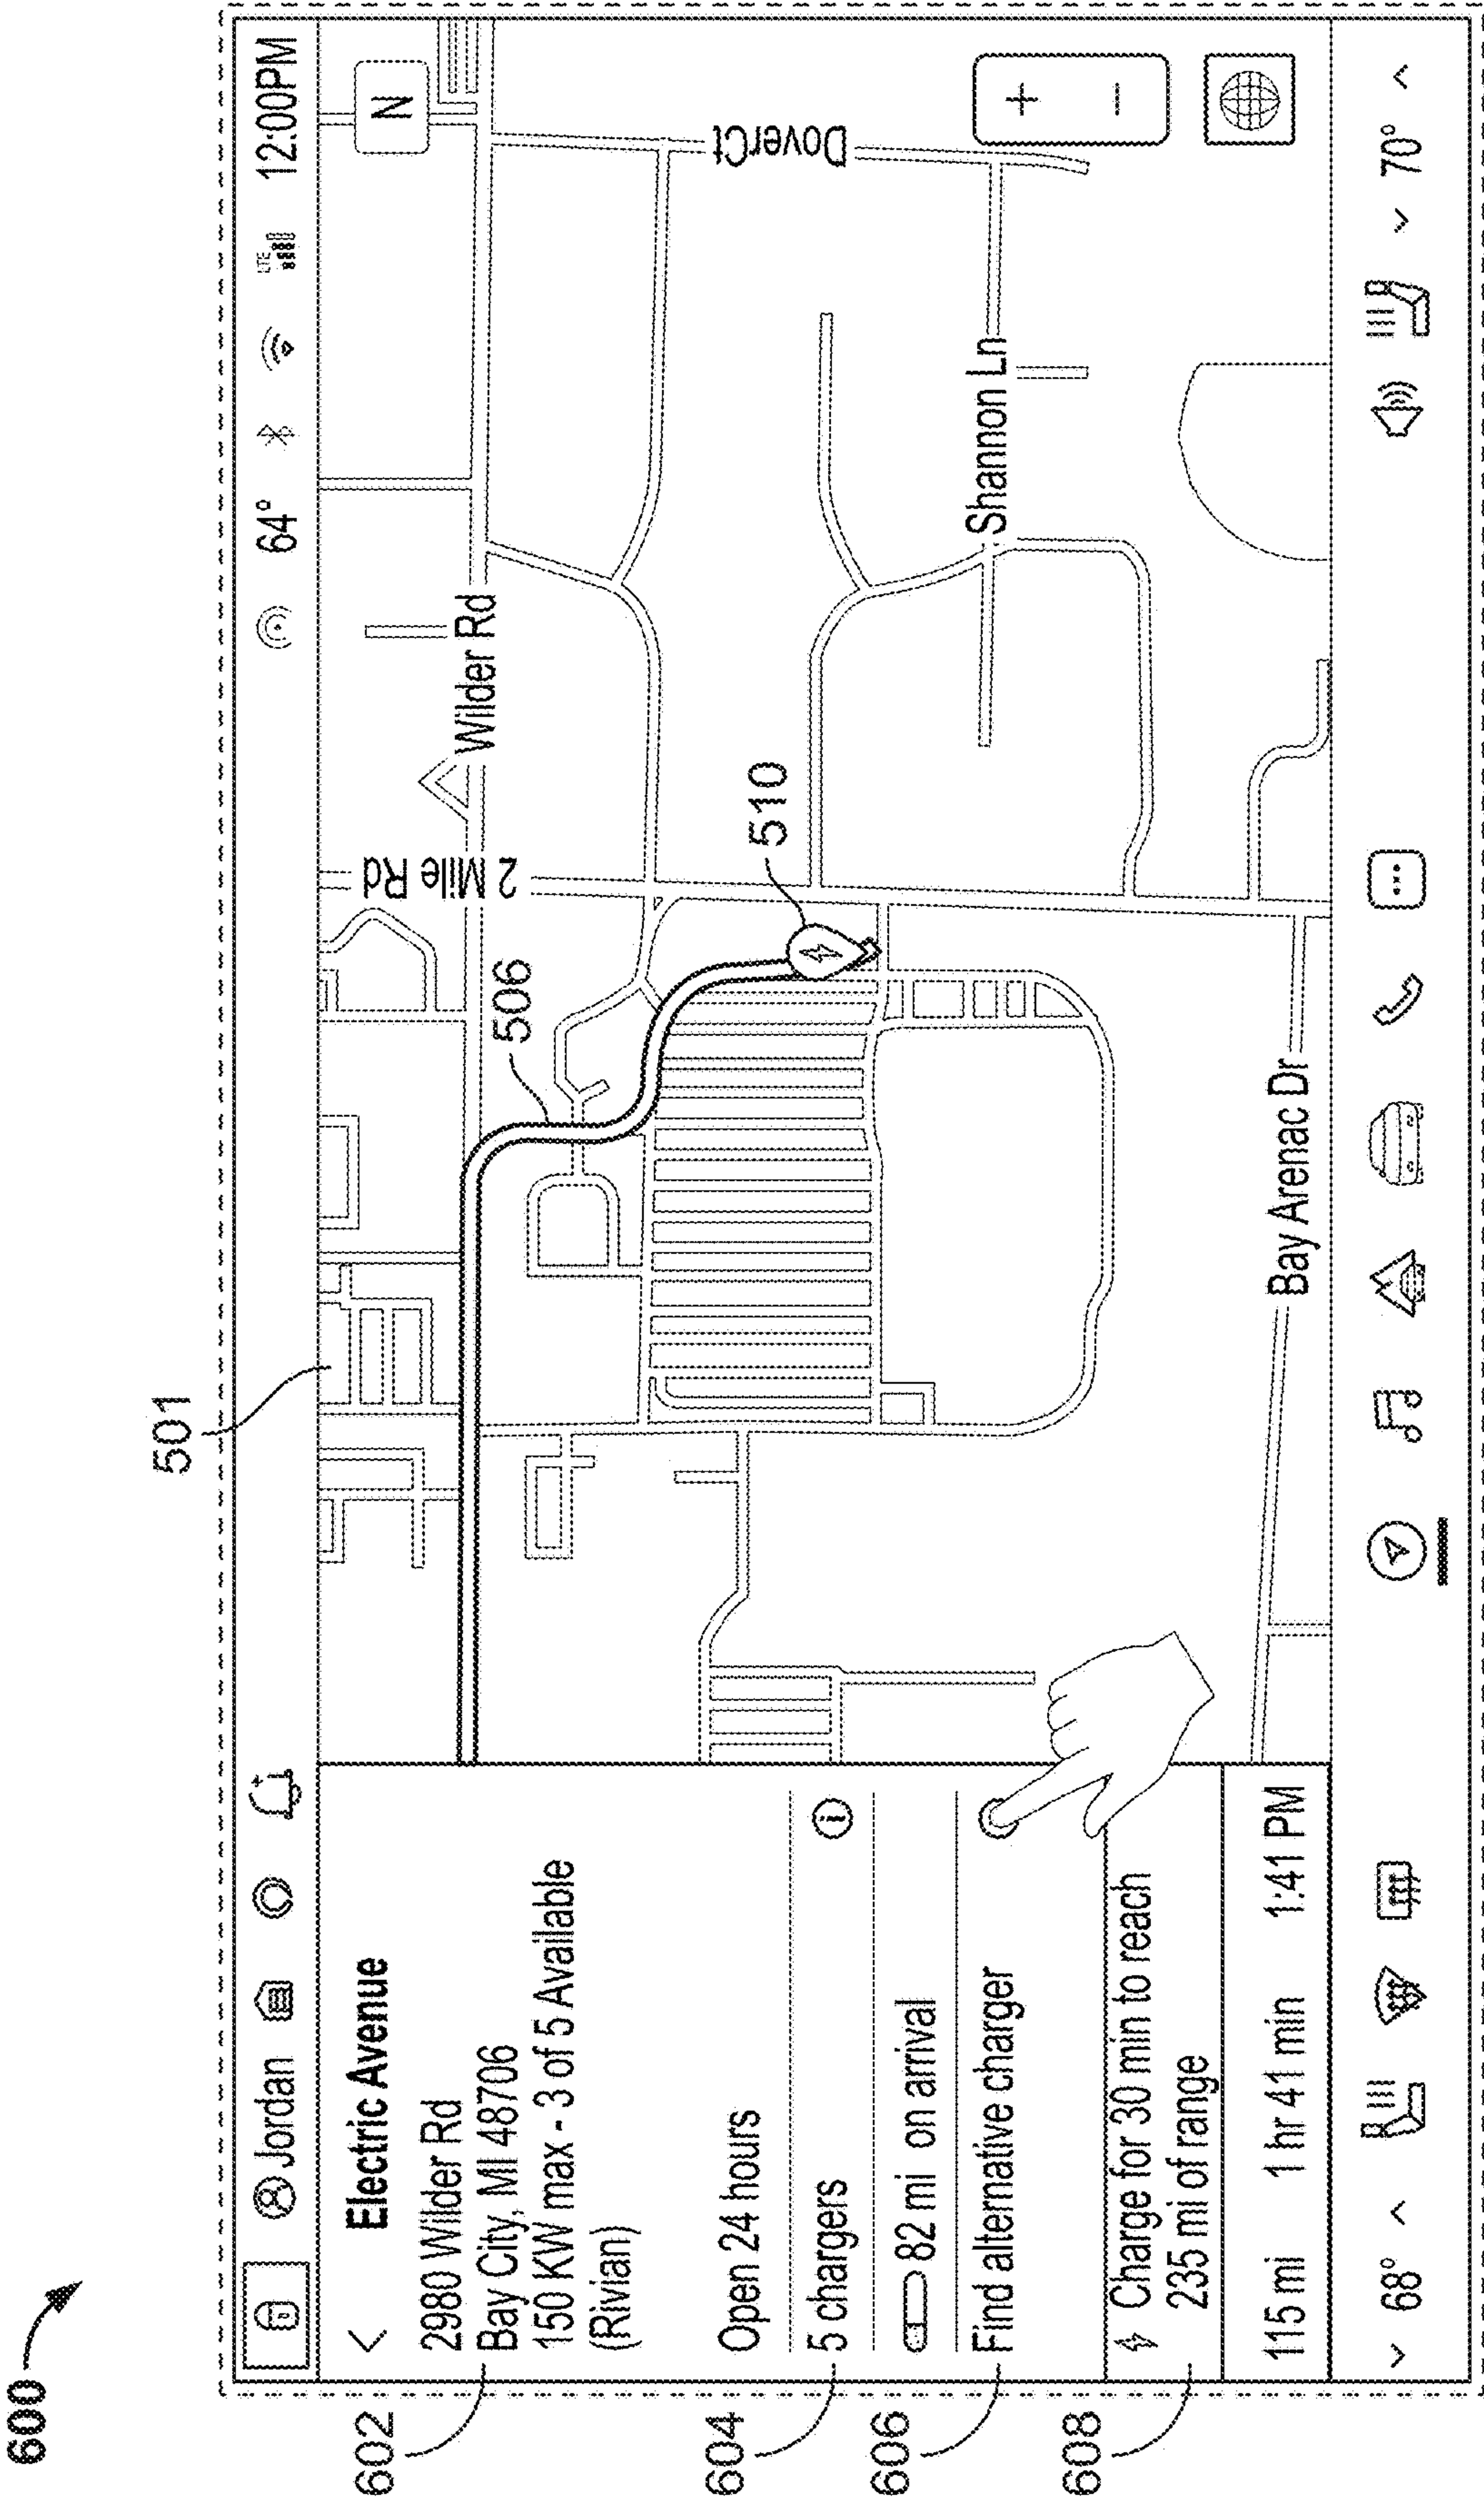 600
501
Jordan
64°
LTE
12:00PM
602
Electric Avenue
2980 Wilder Rd
Bay City, MI 48706
150 KW max - 3 of 5 Available
(Rivian)
Open 24 hours
604
5 chargers
i
82 mi on arrival
606
Find alternative charger
608
Charge for 30 min to reach
235 mi of range
115 mi 1 hr 41 min 1:41 PM
N
2 Mile Rd
Wilder Rd
506
510
DoverCt
Shannon Ln
Bay Arenac Dr
+
−
68°
70°